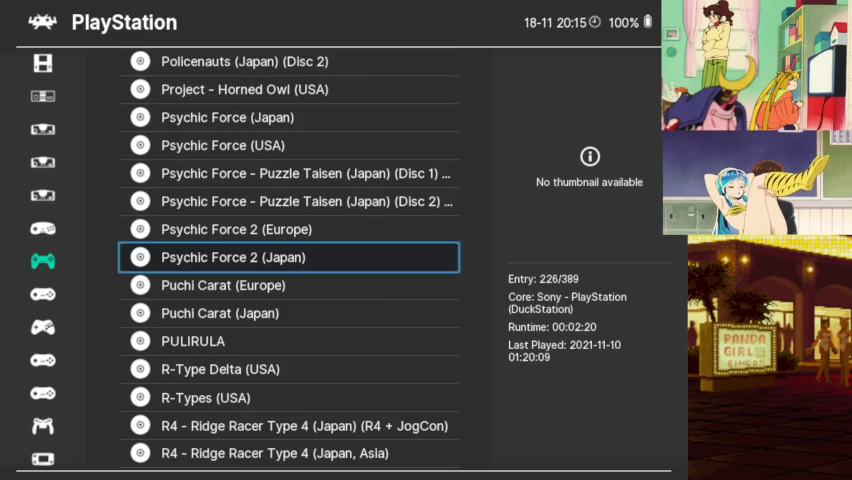 PlayStation
18-11 20:15
100%
Policenauts (Japan) (Disc 2)
Project - Horned Owl (USA)
Psychic Force (Japan)
Psychic Force (USA)
Psychic Force - Puzzle Taisen (Japan) (Disc 1) ...
Psychic Force - Puzzle Taisen (Japan) (Disc 2) ...
Psychic Force 2 (Europe)
Psychic Force 2 (Japan)
Puchi Carat (Europe)
Puchi Carat (Japan)
PULIRULA
R-Type Delta (USA)
R-Types (USA)
R4 - Ridge Racer Type 4 (Japan) (R4 + JogCon)
R4 - Ridge Racer Type 4 (Japan, Asia)
No thumbnail available
Entry: 226/389
Core: Sony - PlayStation
(DuckStation)
Runtime: 00:02:20
Last Played: 2021-11-10
01:20:09
PANDA
GIRL